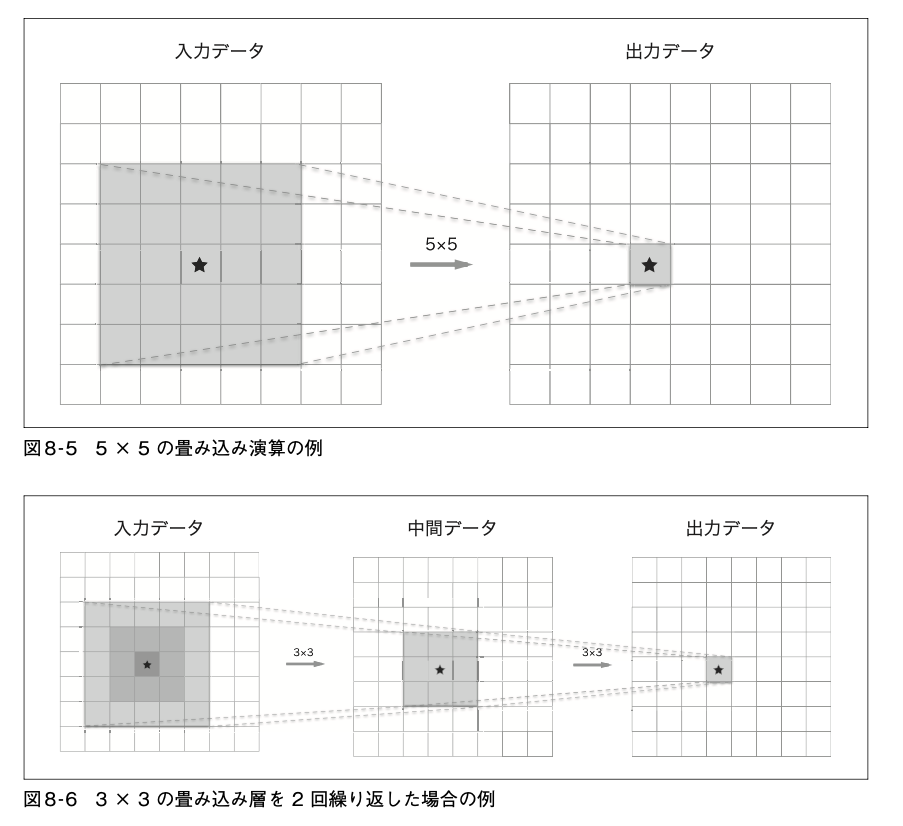 入力データ
出力データ
5×5
図8-5 5 × 5 の畳み込み演算の例
入力データ
中間データ
出力データ
3×3
3×3
図8-6 3 × 3 の畳み込み層を 2 回繰り返した場合の例